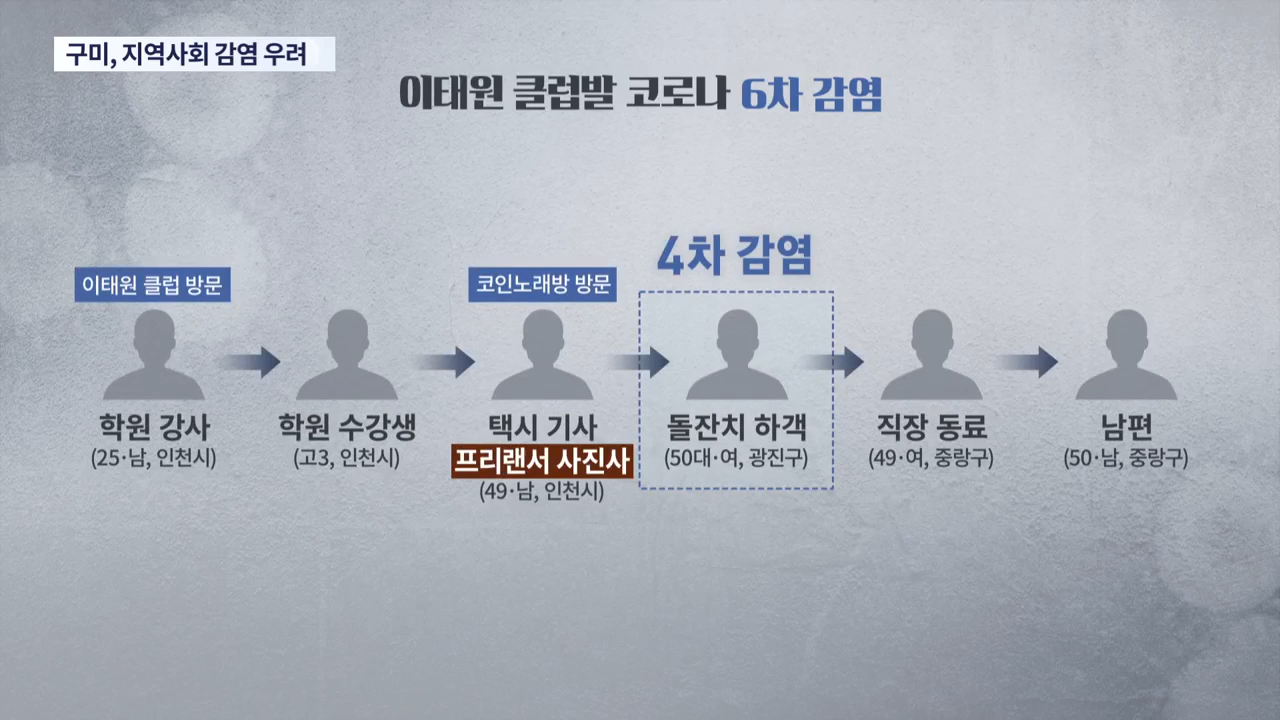 구미, 지역사회 감염 우려
이태원 클럽발 코로나 6차 감염
4차 감염
이태원 클럽 방문
코인노래방 방문
학원 강사
(25·남, 인천시)
학원 수강생
(고3, 인천시)
택시 기사
프리랜서 사진사
(49·남, 인천시)
돌잔치 하객
(50대·여, 광진구)
직장 동료
(49·여, 중랑구)
남편
(50·남, 중랑구)